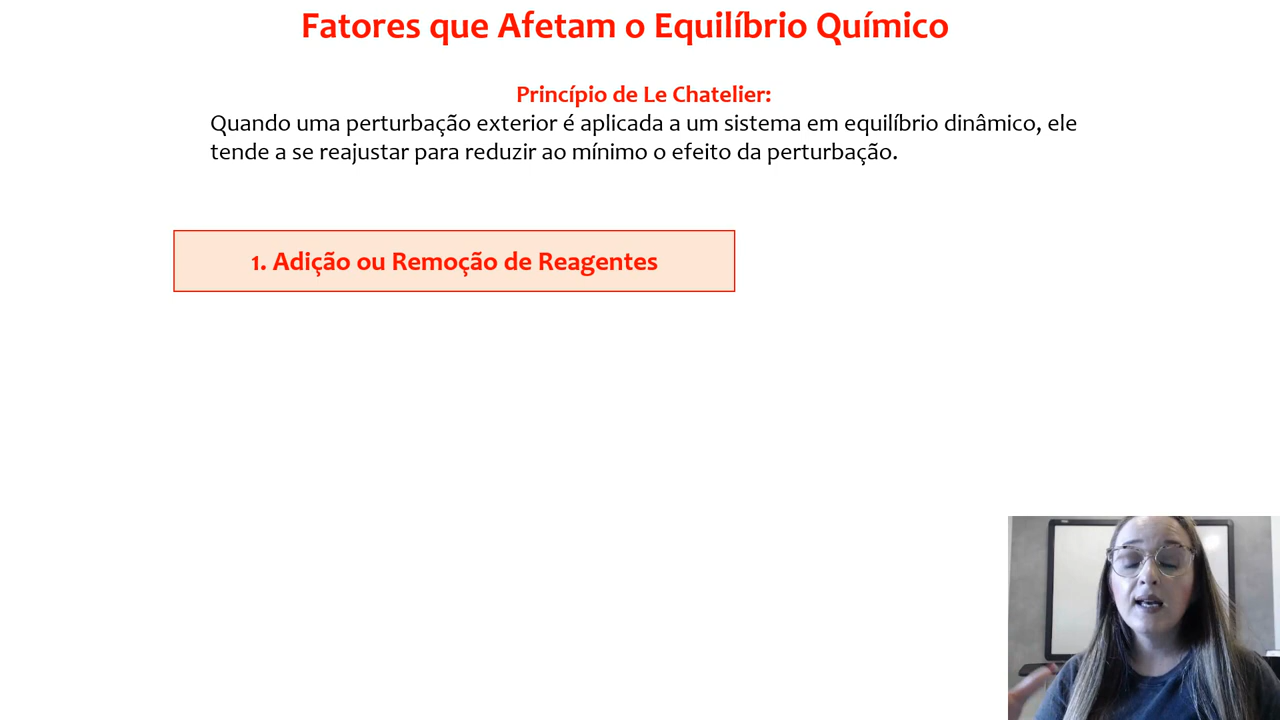 Fatores que Afetam o Equilíbrio Químico
Princípio de Le Chatelier:
Quando uma perturbação exterior é aplicada a um sistema em equilíbrio dinâmico, ele
tende a se reajustar para reduzir ao mínimo o efeito da perturbação.
1. Adição ou Remoção de Reagentes